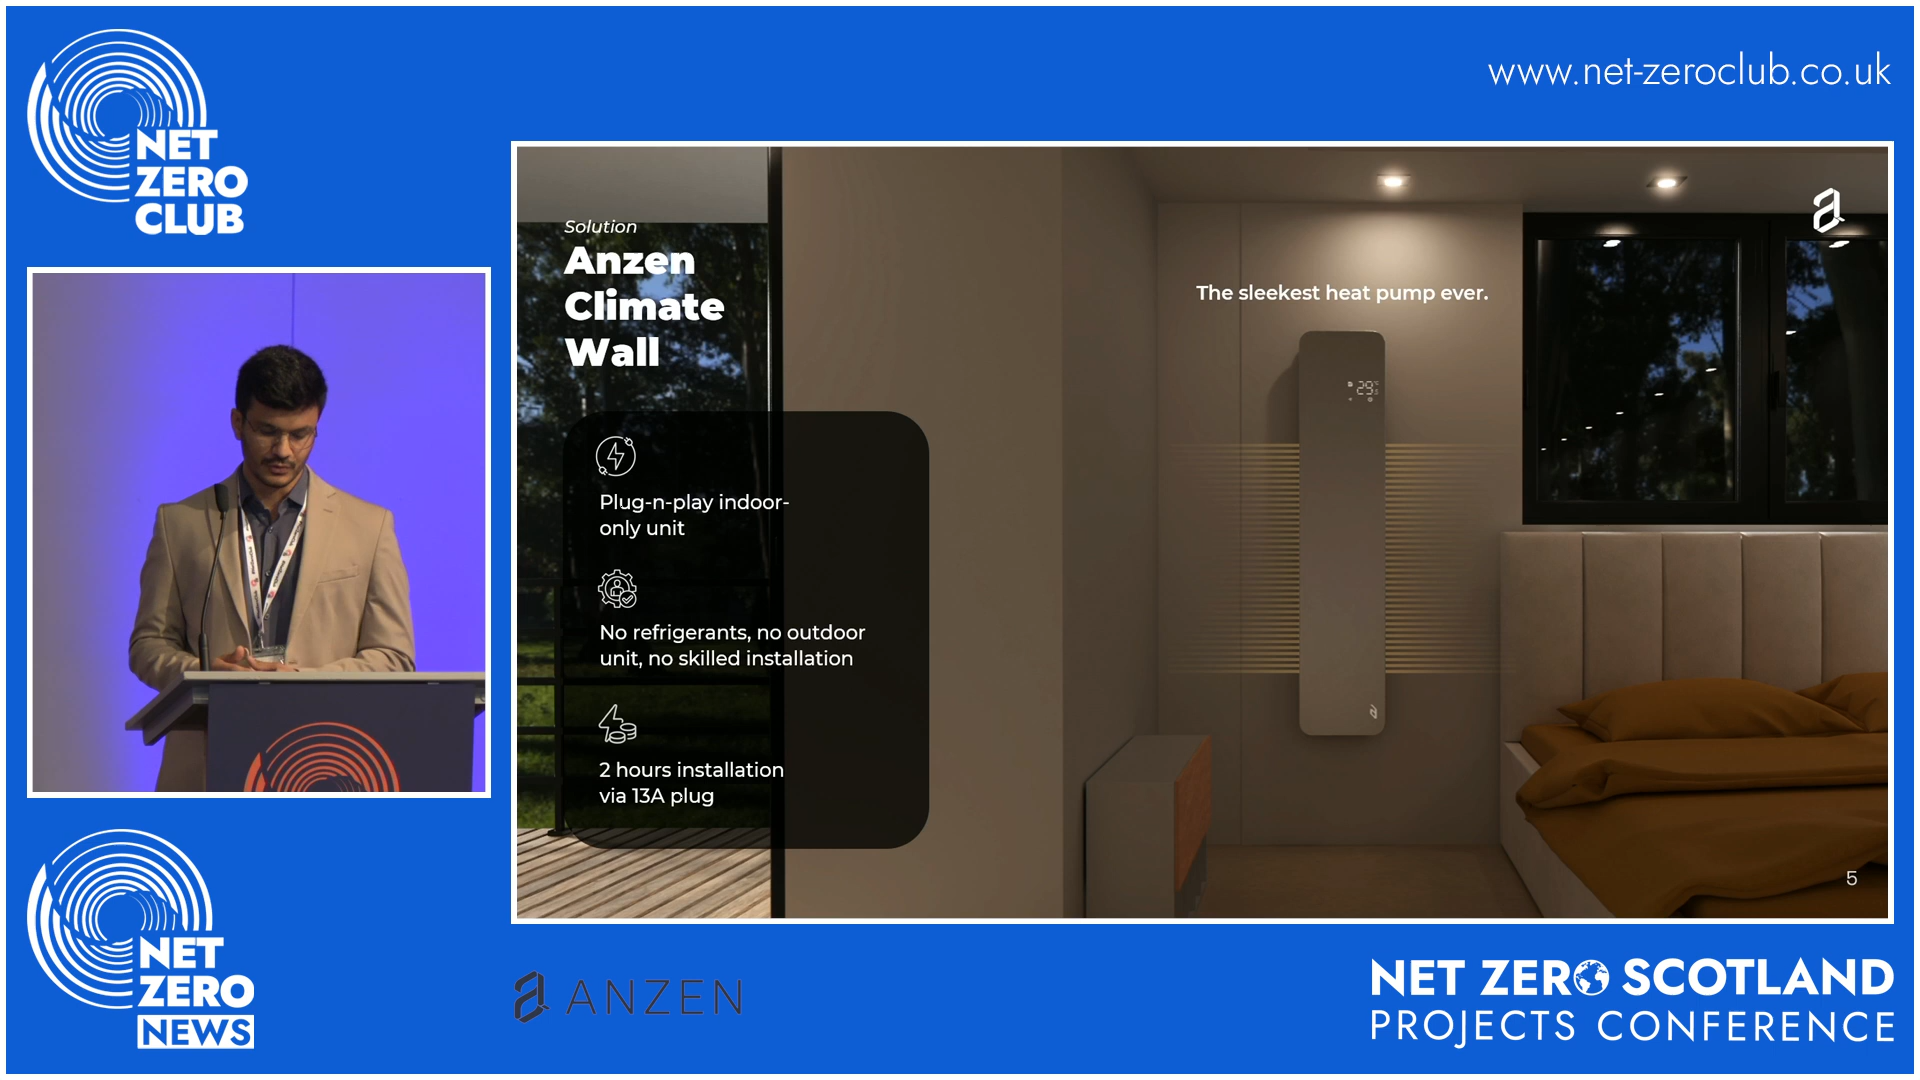 NET
ZERO
CLUB
www.net-zeroclub.co.uk
Solution
Anzen
Climate
Wall
The sleekest heat pump ever.
29
Plug-n-play indoor-
only unit
No refrigerants, no outdoor
unit, no skilled installation
2 hours installation
via 13A plug
5
NET
ZERO
NEWS
ANZEN
NET ZERO SCOTLAND
PROJECTS CONFERENCE